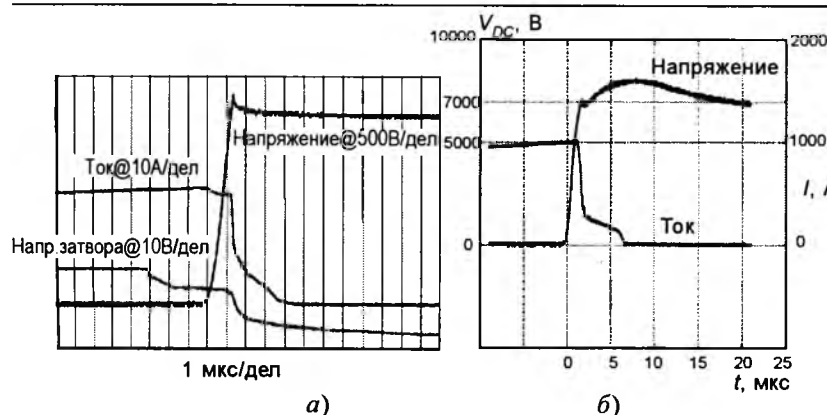 10000 V_DC, В 2000
Напряжение
Напряжение@500В/дел
Ток@10А/дел
Напр.затвора@10В/дел
7000
5000 1000
I,
Ток
0 0
0 5 10 15 20 25
1 мкс/дел
t, мкс
а) б)